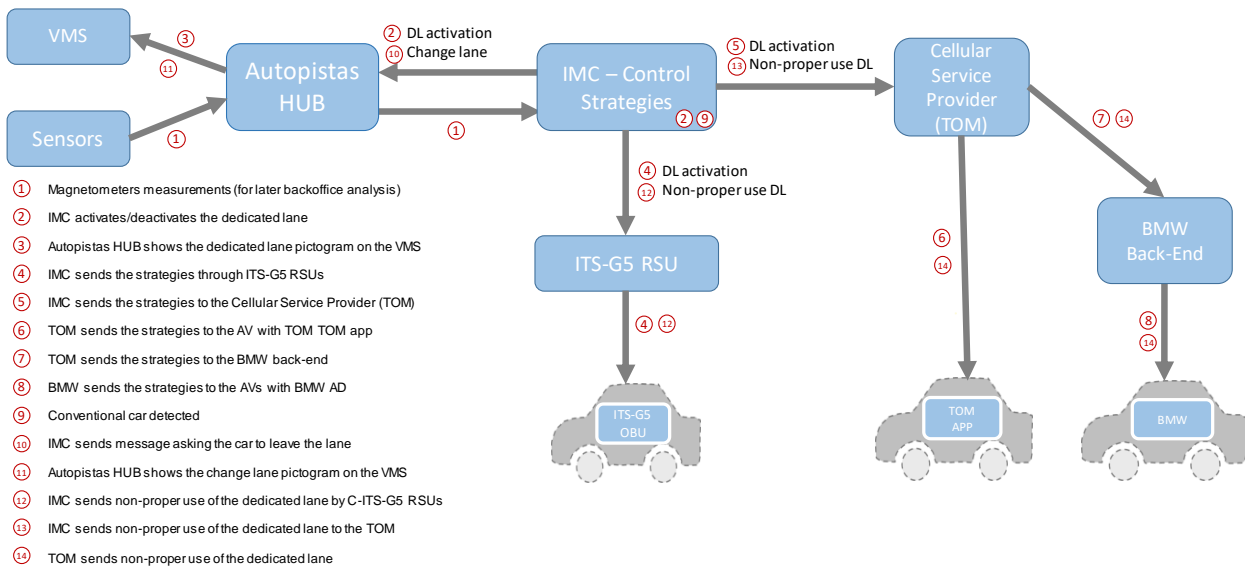 VMS
3
11
Sensors
1
Autopistas
HUB
2 DL activation
10 Change lane
1
IMC – Control
Strategies
2 9
5 DL activation
13 Non-proper use DL
Cellular
Service
Provider
(TOM)
7 14
4 DL activation
12 Non-proper use DL
ITS-G5 RSU
4 12
6
14
BMW
Back-End
8
14
ITS-G5
OBU
TOM
APP
BMW
1 Magnetometers measurements (for later backoffice analysis)
2 IMC activates/deactivates the dedicated lane
3 Autopistas HUB shows the dedicated lane pictogram on the VMS
4 IMC sends the strategies through ITS-G5 RSUs
5 IMC sends the strategies to the Cellular Service Provider (TOM)
6 TOM sends the strategies to the AV with TOM TOM app
7 TOM sends the strategies to the BMW back-end
8 BMW sends the strategies to the AVs with BMW AD
9 Conventional car detected
10 IMC sends message asking the car to leave the lane
11 Autopistas HUB shows the change lane pictogram on the VMS
12 IMC sends non-proper use of the dedicated lane by C-ITS-G5 RSUs
13 IMC sends non-proper use of the dedicated lane to the TOM
14 TOM sends non-proper use of the dedicated lane